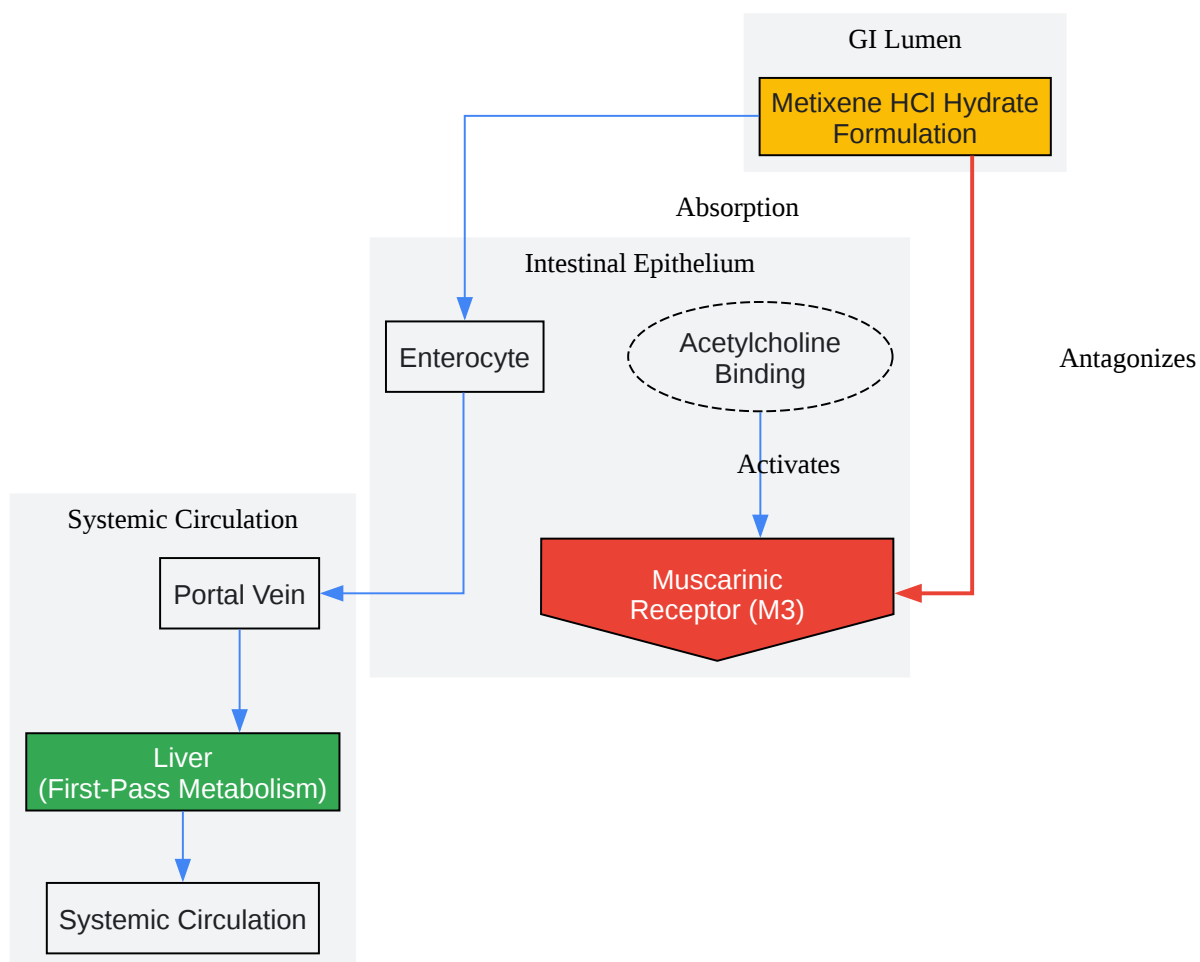 GI Lumen
Metixene HCl Hydrate
Formulation
Absorption
Intestinal Epithelium
Enterocyte
Acetylcholine
Binding
Antagonizes
Activates
Systemic Circulation
Portal Vein
Muscarinic
Receptor (M3)
Liver
(First-Pass Metabolism)
Systemic Circulation